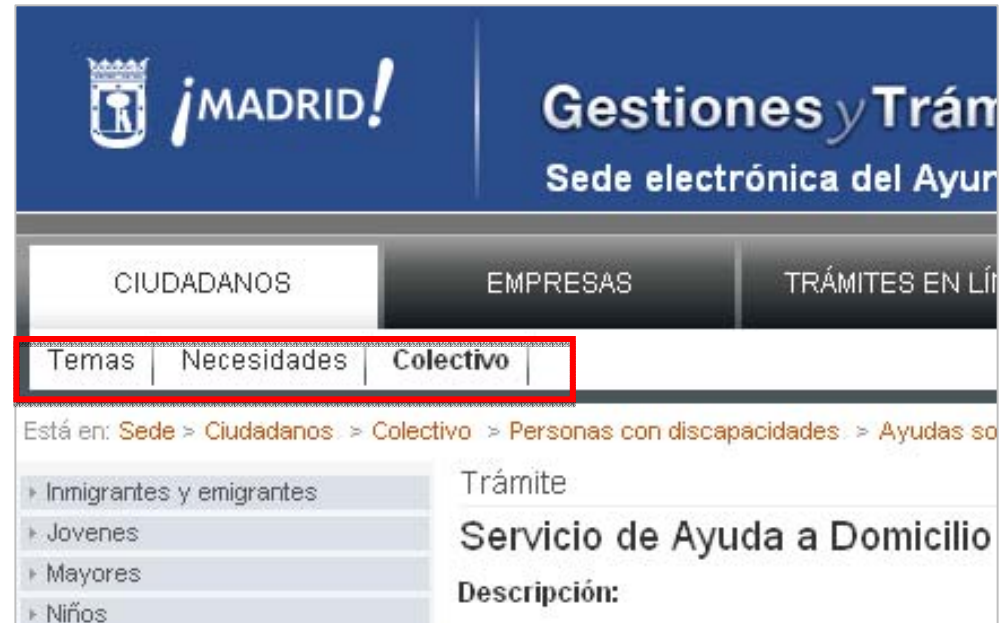 ¡MADRID!
Gestiones y Trám
Sede electrónica del Ayun
CIUDADANOS
EMPRESAS
TRÁMITES EN LÍ
Temas
Necesidades
Colectivo
Está en: Sede > Ciudadanos > Colectivo > Personas con discapacidades > Ayudas so
Inmigrantes y emigrantes
Jovenes
Mayores
Niños
Trámite
Servicio de Ayuda a Domicilio
Descripción: